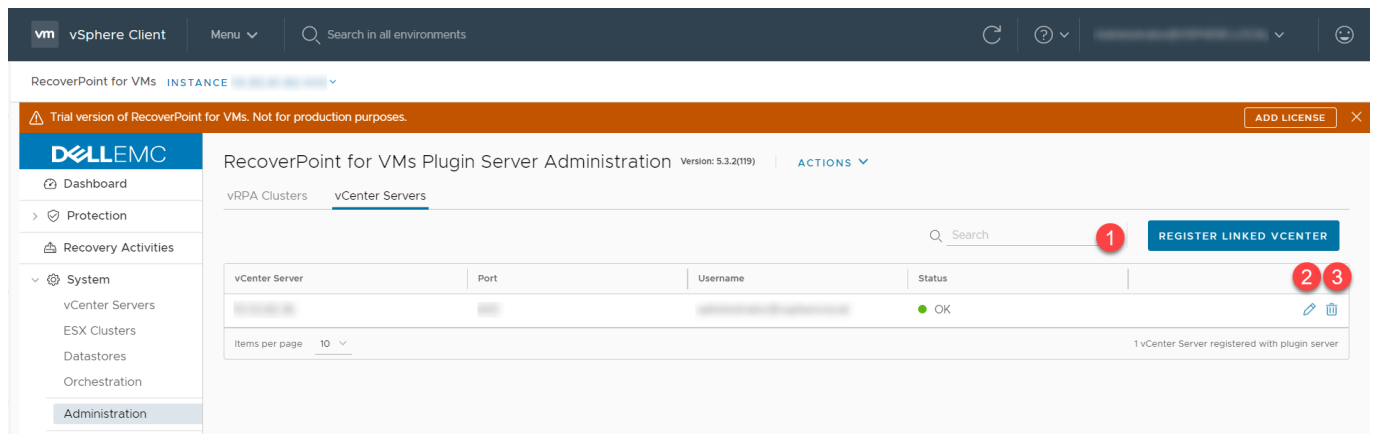 vm vSphere Client Menu Search in all environments
RecoverPoint for VMs INSTANCE
Trial version of RecoverPoint for VMs. Not for production purposes. ADD LICENSE
DELLEMC
RecoverPoint for VMs Plugin Server Administration Version: 5.3.2(119) ACTIONS
Dashboard
vRPA Clusters vCenter Servers
Protection
Search 1 REGISTER LINKED VCENTER
Recovery Activities
System
vCenter Server Port Username Status 2 3
vCenter Servers
OK
ESX Clusters
Items per page 10 1 vCenter Server registered with plugin server
Datastores
Orchestration
Administration